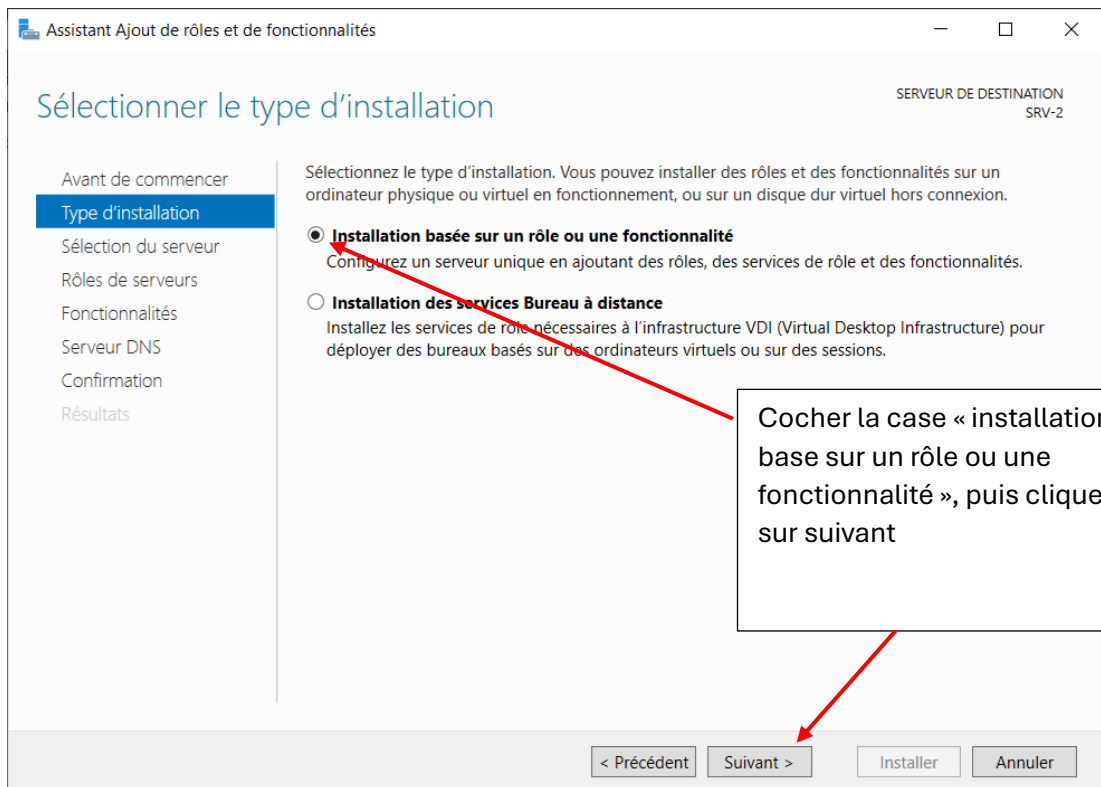 Assistant Ajout de rôles et de fonctionnalités
Sélectionner le type d'installation
SERVEUR DE DESTINATION
SRV-2
Avant de commencer
Type d'installation
Sélection du serveur
Rôles de serveurs
Fonctionnalités
Serveur DNS
Confirmation
Résultats
Sélectionnez le type d'installation. Vous pouvez installer des rôles et des fonctionnalités sur un
ordinateur physique ou virtuel en fonctionnement, ou sur un disque dur virtuel hors connexion.
Installation basée sur un rôle ou une fonctionnalité
Configurez un serveur unique en ajoutant des rôles, des services de rôle et des fonctionnalités.
Installation des services Bureau à distance
Installez les services de rôle nécessaires à l'infrastructure VDI (Virtual Desktop Infrastructure) pour
déployer des bureaux basés sur des ordinateurs virtuels ou sur des sessions.
Cocher la case « installation
base sur un rôle ou une
fonctionnalité », puis clique
sur suivant
< Précédent
Suivant >
Installer
Annuler